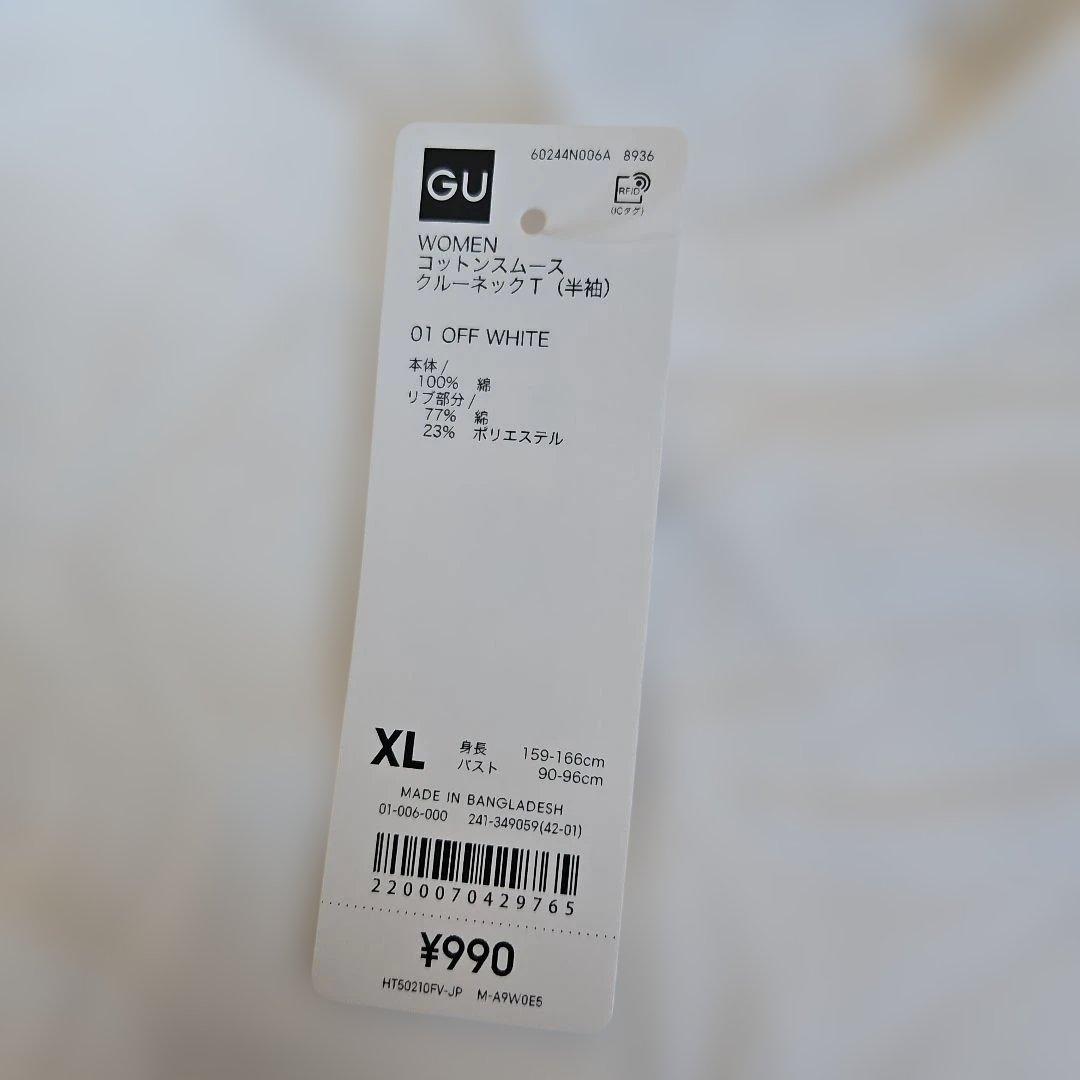 GU
60244N006A 8936
RFID
(ICタグ)
WOMEN
コットンスムース
クルーネックT (半袖)
01 OFF WHITE
本体/
100% 綿
リブ部分/
77% 綿
23% ポリエステル
XL 身長 159-166cm
バスト 90-96cm
MADE IN BANGLADESH
01-006-000 241-349059(42-01)
2200070429765
¥990
HT50210FV-JP M-A9W0E5